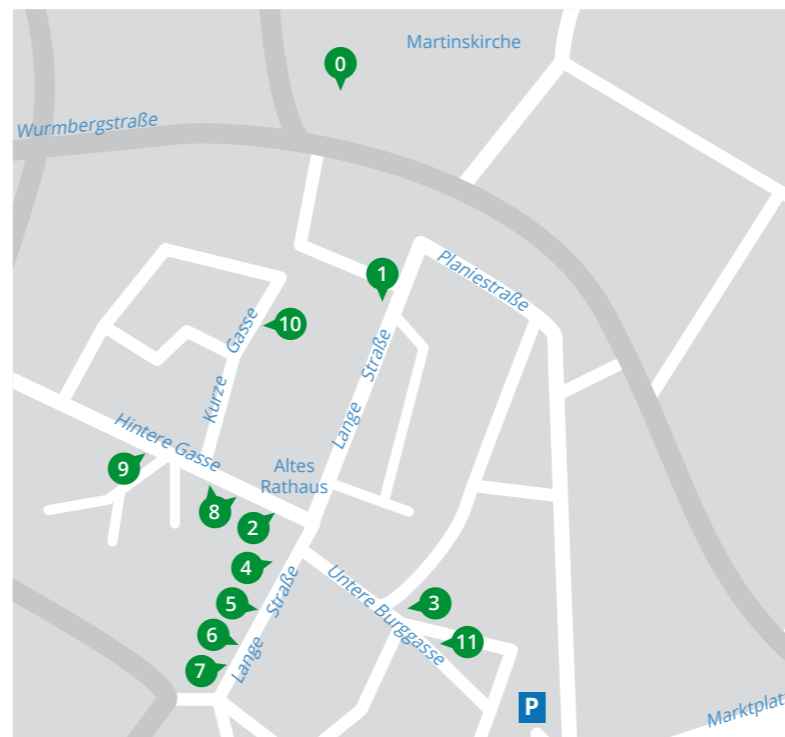 Martinskirche
0
Wurmbergstraße
1
Planiestraße
10
Kurze Gasse
Lange Straße
Hintere Gasse
9
Altes
Rathaus
8
2
4
Untere Burggasse
5
3
Lange Straße
6
11
7
P
Marktplatz